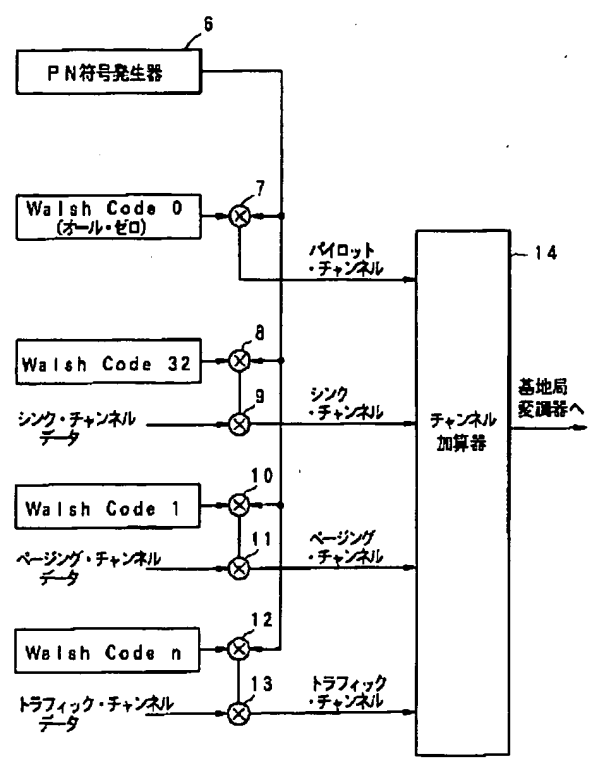 6
PN符号発生器
7
Walsh Code 0
(オール・ゼロ)
パイロット
・チャンネル
14
8
Walsh Code 32
9
シンク・チャンネル
データ
シンク
・チャンネル
チャンネル
加算器
基地局
変調器へ
10
Walsh Code 1
11
ページング・チャンネル
データ
ページング
・チャンネル
12
Walsh Code n
13
トラフィック・チャンネル
データ
トラフィック
・チャンネル